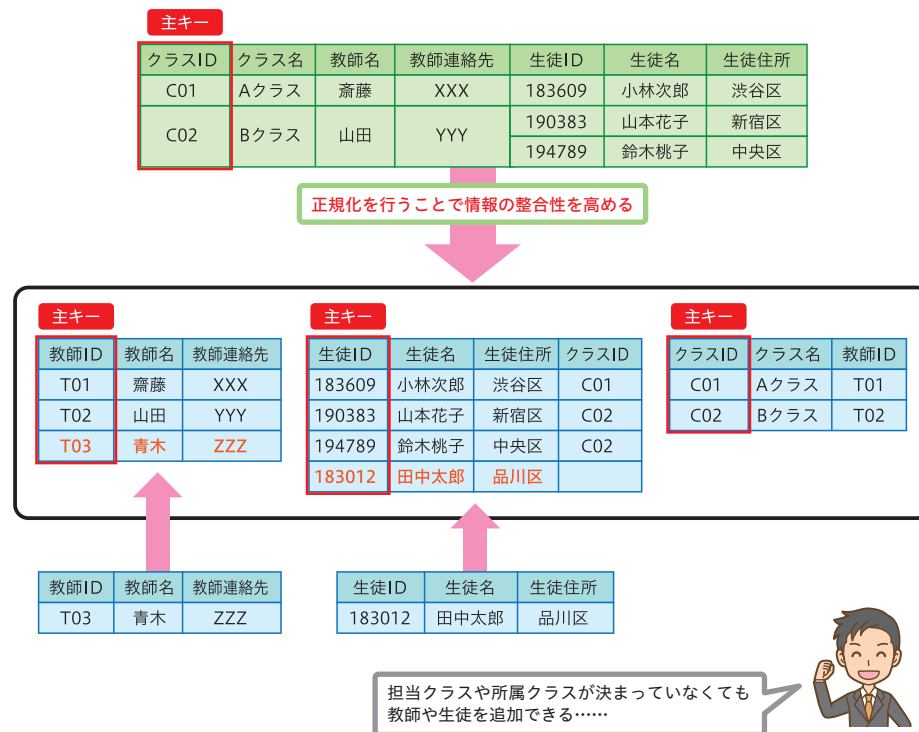 主キー
クラスID クラス名 教師名 教師連絡先 生徒ID 生徒名 生徒住所
C01 Aクラス 斎藤 XXX 183609 小林次郎 渋谷区
C02 Bクラス 山田 YYY 190383 山本花子 新宿区
194789 鈴木桃子 中央区
正規化を行うことで情報の整合性を高める
主キー
教師ID 教師名 教師連絡先
T01 齋藤 XXX
T02 山田 YYY
T03 青木 ZZZ
主キー
生徒ID 生徒名 生徒住所 クラスID
183609 小林次郎 渋谷区 C01
190383 山本花子 新宿区 C02
194789 鈴木桃子 中央区 C02
183012 田中太郎 品川区
主キー
クラスID クラス名 教師ID
C01 Aクラス T01
C02 Bクラス T02
教師ID 教師名 教師連絡先
T03 青木 ZZZ
生徒ID 生徒名 生徒住所
183012 田中太郎 品川区
担当クラスや所属クラスが決まっていなくても
教師や生徒を追加できる……